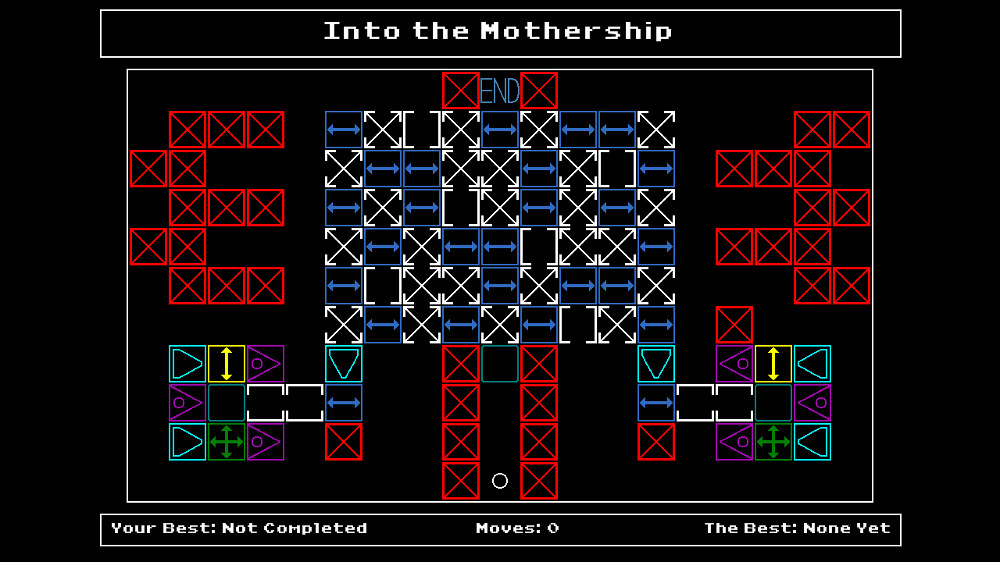 Into the Mothership
END
Your Best: Not Completed
Moves: 0
The Best: None Yet